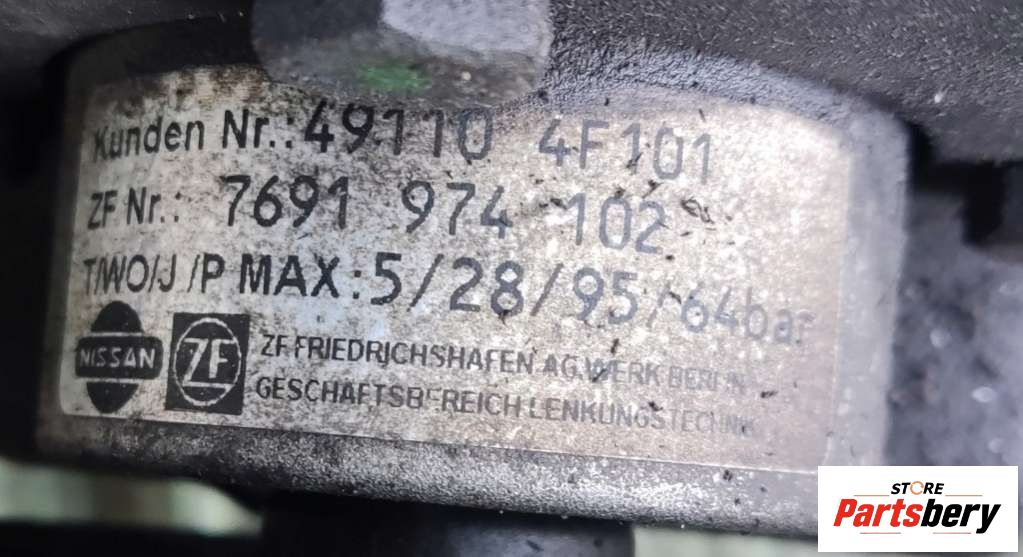 Kunden Nr.: 49110 4F101
ZF Nr.: 7691 974 102
T/WO/J /P MAX: 5/28/95/64bar
NISSAN
ZF
ZF FRIEDRICHSHAFEN AG. WERK BERLIN
GESCHÄFTSBEREICH LENKUNGSTECHNIK
STORE
Partsbery